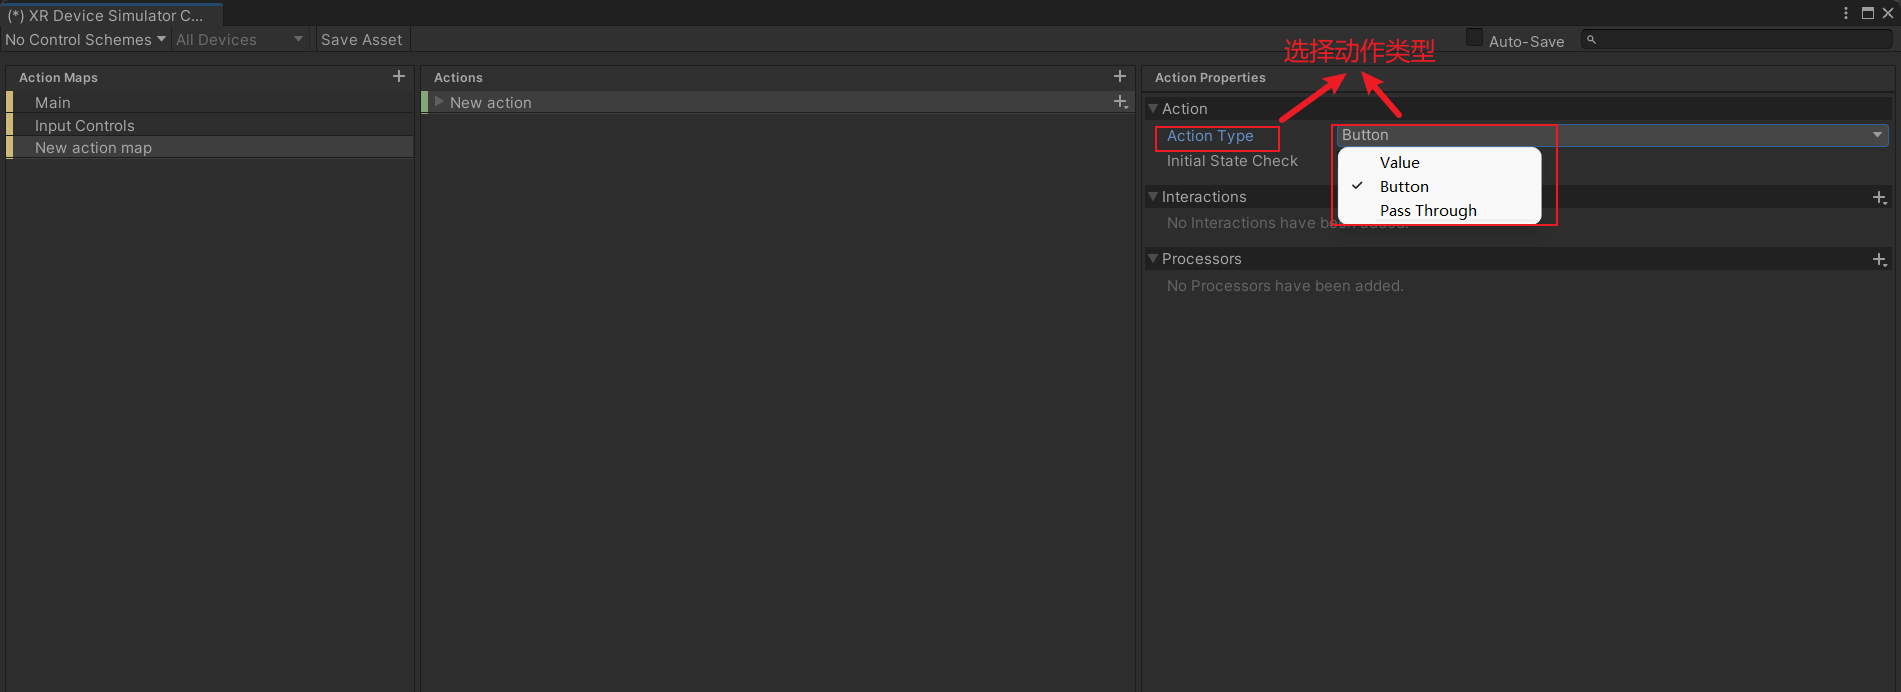 (*) XR Device Simulator C...
No Control Schemes All Devices Save Asset Auto-Save
选择动作类型
Action Maps
Main
Input Controls
New action map
Actions
New action
Action Properties
Action
Action Type Button
Value
Button
Pass Through
Initial State Check
Interactions
No Interactions have been added.
Processors
No Processors have been added.